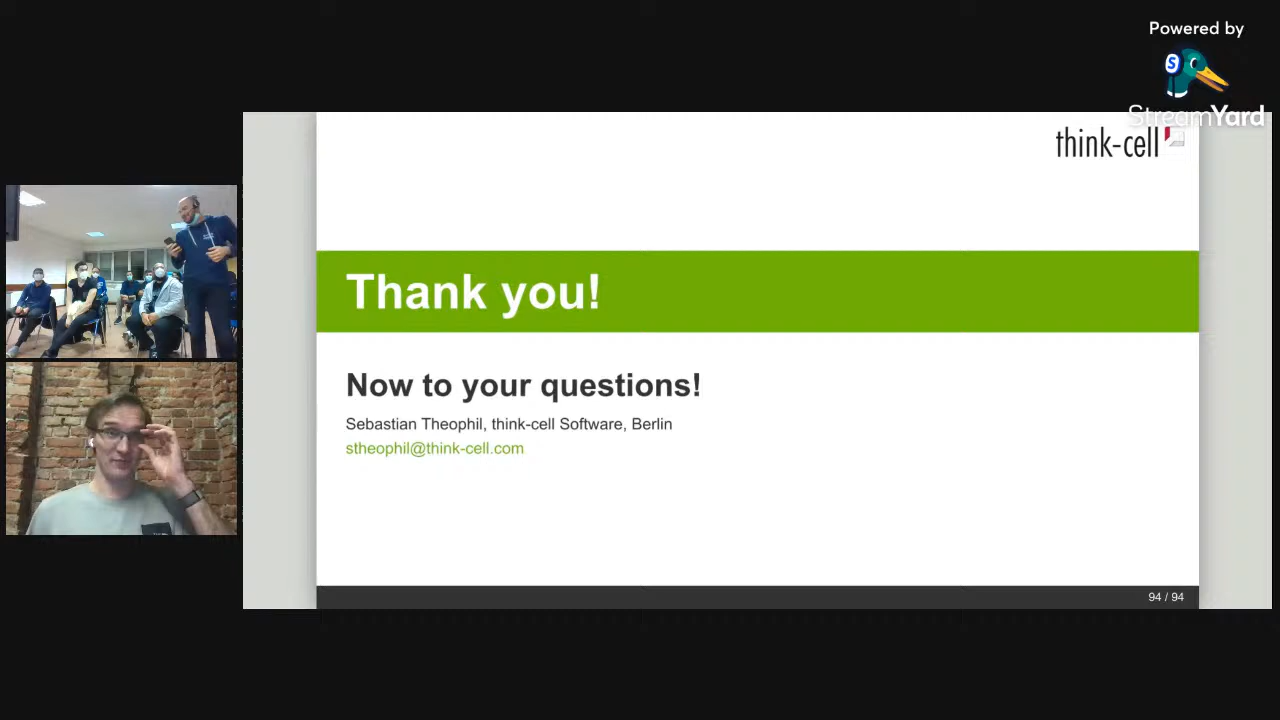 Powered by
S
StreamYard
think-cell
Thank you!
Now to your questions!
Sebastian Theophil, think-cell Software, Berlin
stheophil@think-cell.com
94 / 94